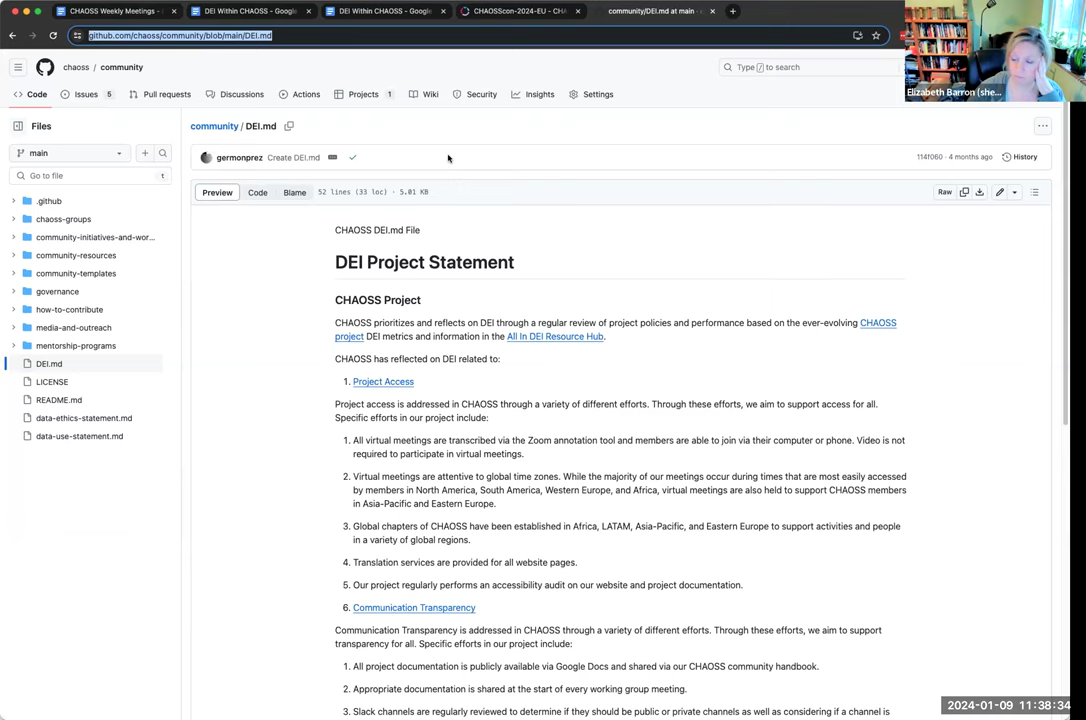 CHAOSS Weekly Meetings -
DEI Within CHAOSS - Google
DEI Within CHAOSS - Google
CHAOSScon-2024-EU - CHA
community/DEI.md at main · c
github.com/chaoss/community/blob/main/DEI.md
chaoss / community
Type / to search
Code
Issues 5
Pull requests
Discussions
Actions
Projects 1
Wiki
Security
Insights
Settings
Elizabeth Barron (she...
Files
main
Go to file
t
.github
chaoss-groups
community-initiatives-and-wor...
community-resources
community-templates
governance
how-to-contribute
media-and-outreach
mentorship-programs
DEI.md
LICENSE
README.md
data-ethics-statement.md
data-use-statement.md
community / DEI.md
germonprez Create DEI.md
114f060 · 4 months ago
History
Preview
Code
Blame
52 lines (33 loc) · 5.01 KB
Raw
CHAOSS DEI.md File
DEI Project Statement
CHAOSS Project
CHAOSS prioritizes and reflects on DEI through a regular review of project policies and performance based on the ever-evolving CHAOSS
project DEI metrics and information in the All In DEI Resource Hub.
CHAOSS has reflected on DEI related to:
1. Project Access
Project access is addressed in CHAOSS through a variety of different efforts. Through these efforts, we aim to support access for all.
Specific efforts in our project include:
1. All virtual meetings are transcribed via the Zoom annotation tool and members are able to join via their computer or phone. Video is not
required to participate in virtual meetings.
2. Virtual meetings are attentive to global time zones. While the majority of our meetings occur during times that are most easily accessed
by members in North America, South America, Western Europe, and Africa, virtual meetings are also held to support CHAOSS members
in Asia-Pacific and Eastern Europe.
3. Global chapters of CHAOSS have been established in Africa, LATAM, Asia-Pacific, and Eastern Europe to support activities and people
in a variety of global regions.
4. Translation services are provided for all website pages.
5. Our project regularly performs an accessibility audit on our website and project documentation.
6. Communication Transparency
Communication Transparency is addressed in CHAOSS through a variety of different efforts. Through these efforts, we aim to support
transparency for all. Specific efforts in our project include:
1. All project documentation is publicly available via Google Docs and shared via our CHAOSS community handbook.
2. Appropriate documentation is shared at the start of every working group meeting.
3. Slack channels are regularly reviewed to determine if they should be public or private channels as well as considering if a channel is
2024-01-09 11:38:34